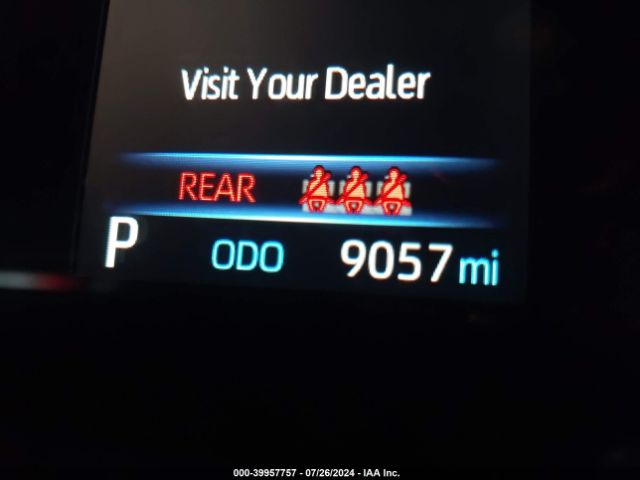 Visit Your Dealer
REAR
P ODO 9057 mi
000-39957757 - 07/26/2024 - IAA Inc.